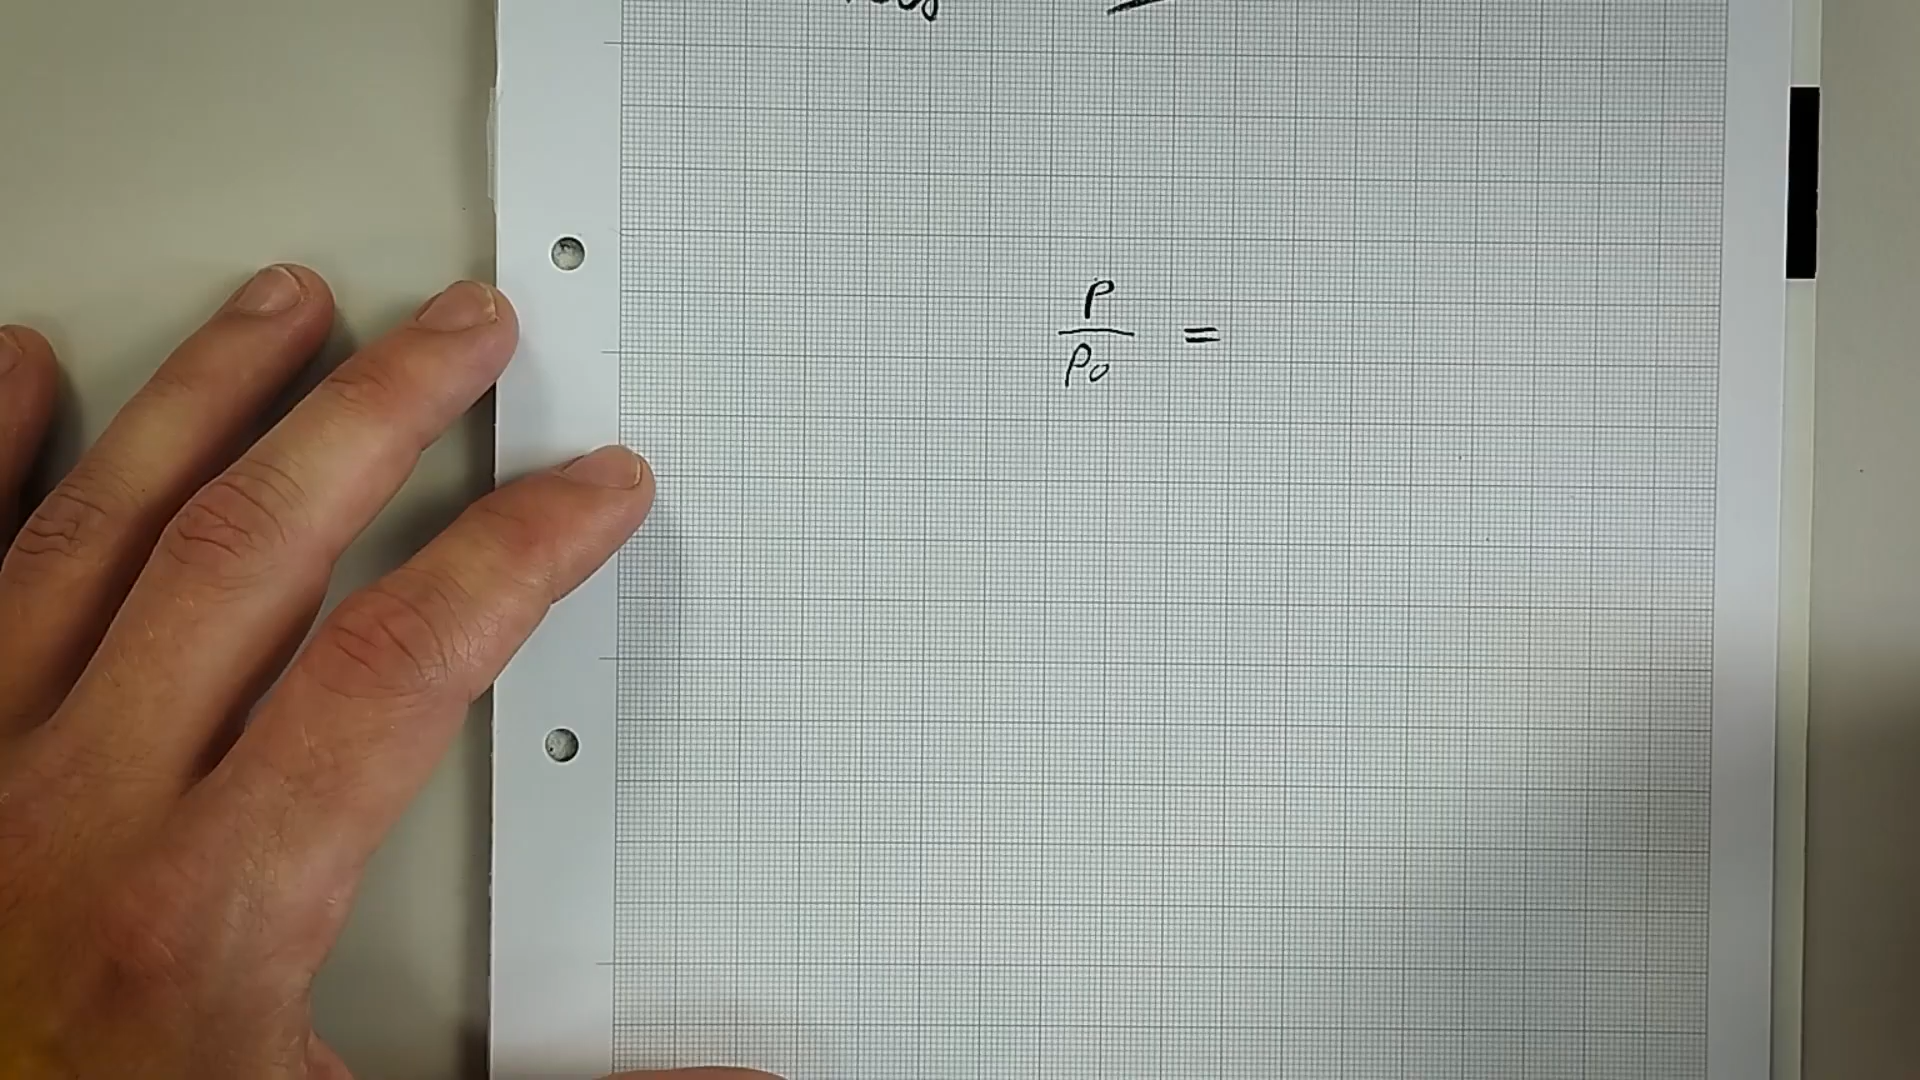 P/P₀ =